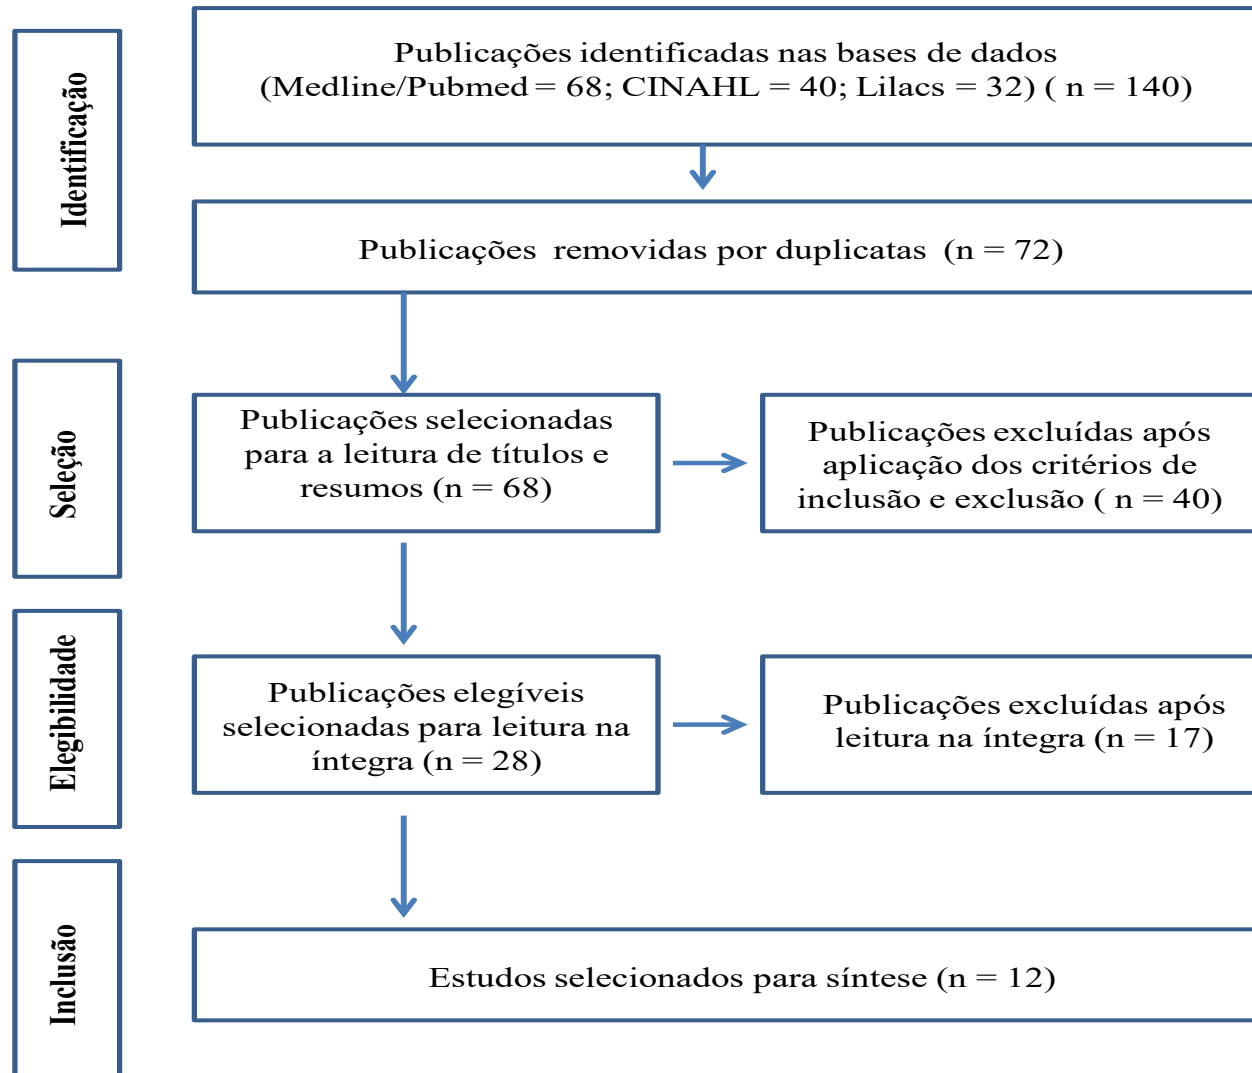 Identificação
Publicações identificadas nas bases de dados
(Medline/Pubmed = 68; CINAHL = 40; Lilacs = 32) ( n = 140)
Publicações removidas por duplicatas (n = 72)
Seleção
Publicações selecionadas
para a leitura de títulos e
resumos (n = 68)
Publicações excluídas após
aplicação dos critérios de
inclusão e exclusão ( n = 40)
Elegibilidade
Publicações elegíveis
selecionadas para leitura na
íntegra (n = 28)
Publicações excluídas após
leitura na íntegra (n = 17)
Inclusão
Estudos selecionados para síntese (n = 12)